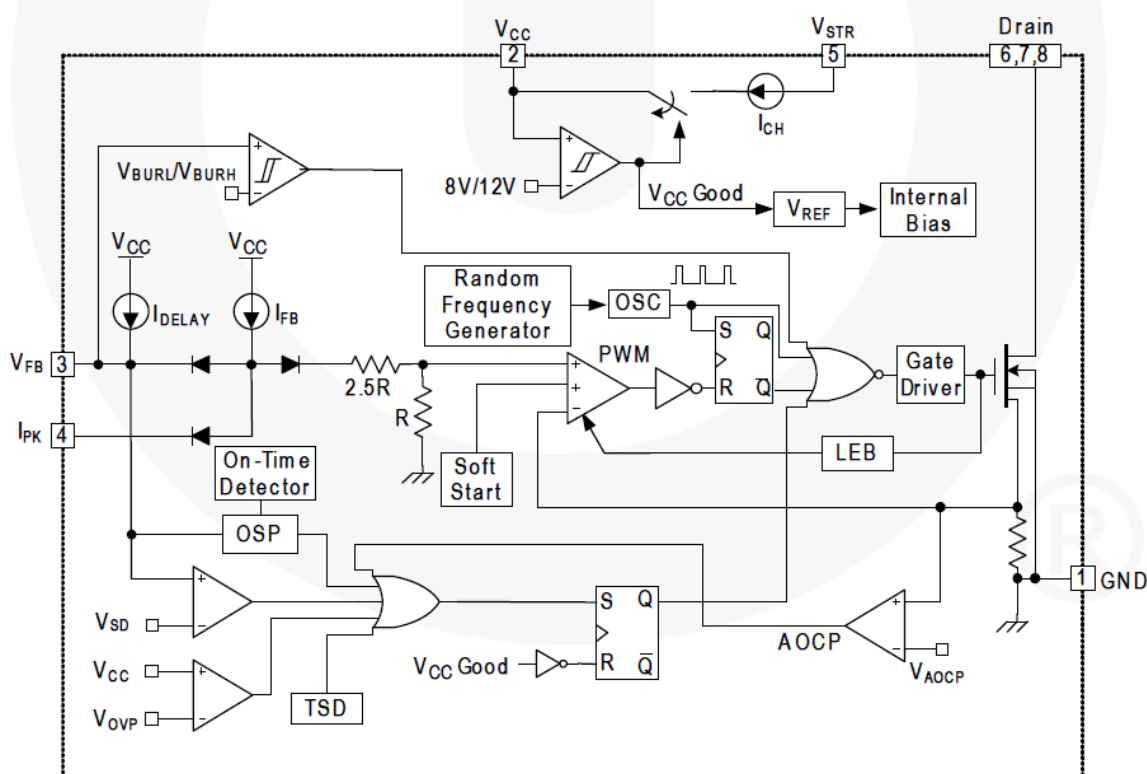 VCC
VSTR
Drain
2
5
6,7,8
ICH
VBURL/VBURH
+
-
+
-
8V/12V
VCC Good
VREF
Internal
Bias
VCC
VCC
IDELAY
IFB
Random
Frequency
Generator
OSC
S Q
R Q̅
VFB 3
2.5R
R
PWM
+
+
-
Gate
Driver
IPK 4
LEB
On-Time
Detector
Soft
Start
OSP
1 GND
VSD
+
-
S Q
R Q̅
VCC Good
AOCP
+
-
VAOCP
VCC
VOVP
+
-
TSD
®